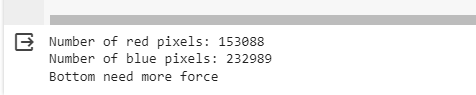 Number of red pixels: 153088
Number of blue pixels: 232989
Bottom need more force